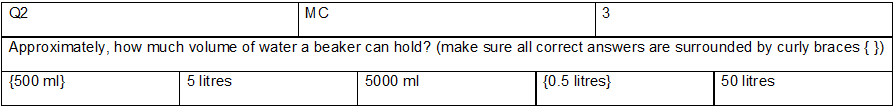 Q2 MC 3
Approximately, how much volume of water a beaker can hold? (make sure all correct answers are surrounded by curly braces { })
{500 ml} 5 litres 5000 ml {0.5 litres} 50 litres